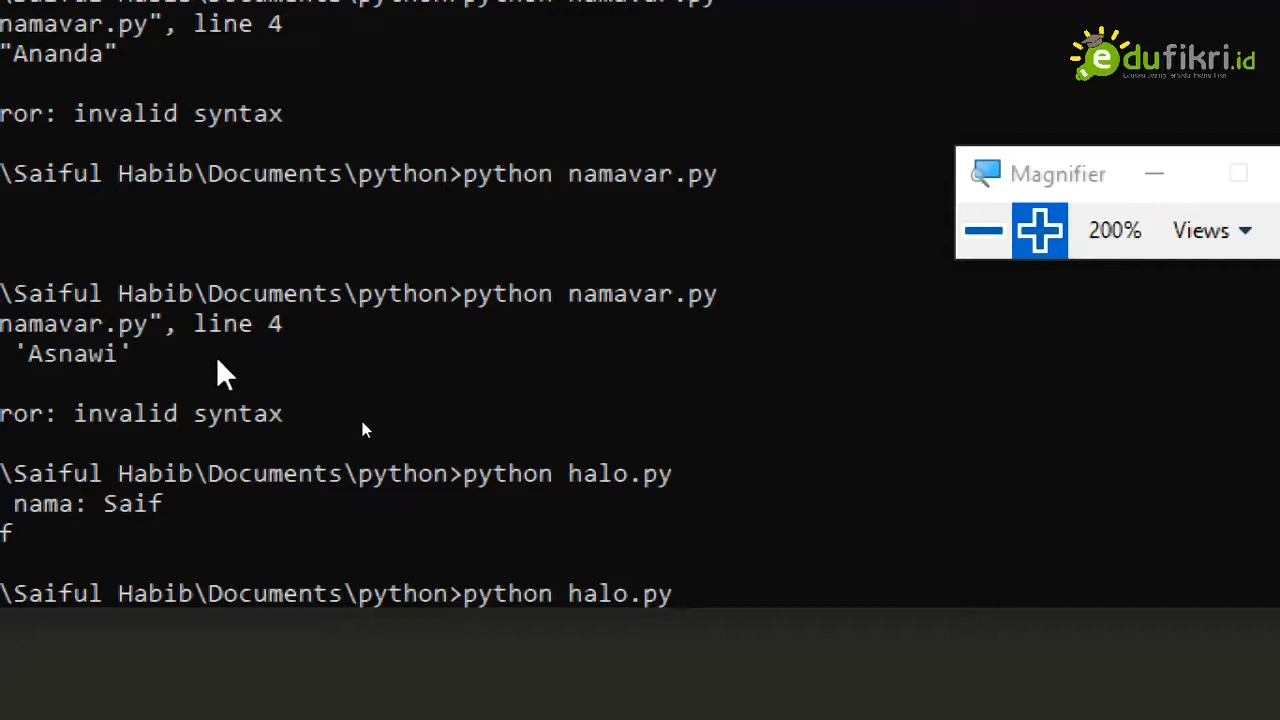 namavar.py", line 4
"Ananda"
edufikri.id
ror: invalid syntax
\Saiful Habib\Documents\python>python namavar.py
Magnifier
200% Views
\Saiful Habib\Documents\python>python namavar.py
namavar.py", line 4
'Asnawi'
ror: invalid syntax
\Saiful Habib\Documents\python>python halo.py
nama: Saif
f
\Saiful Habib\Documents\python>python halo.py